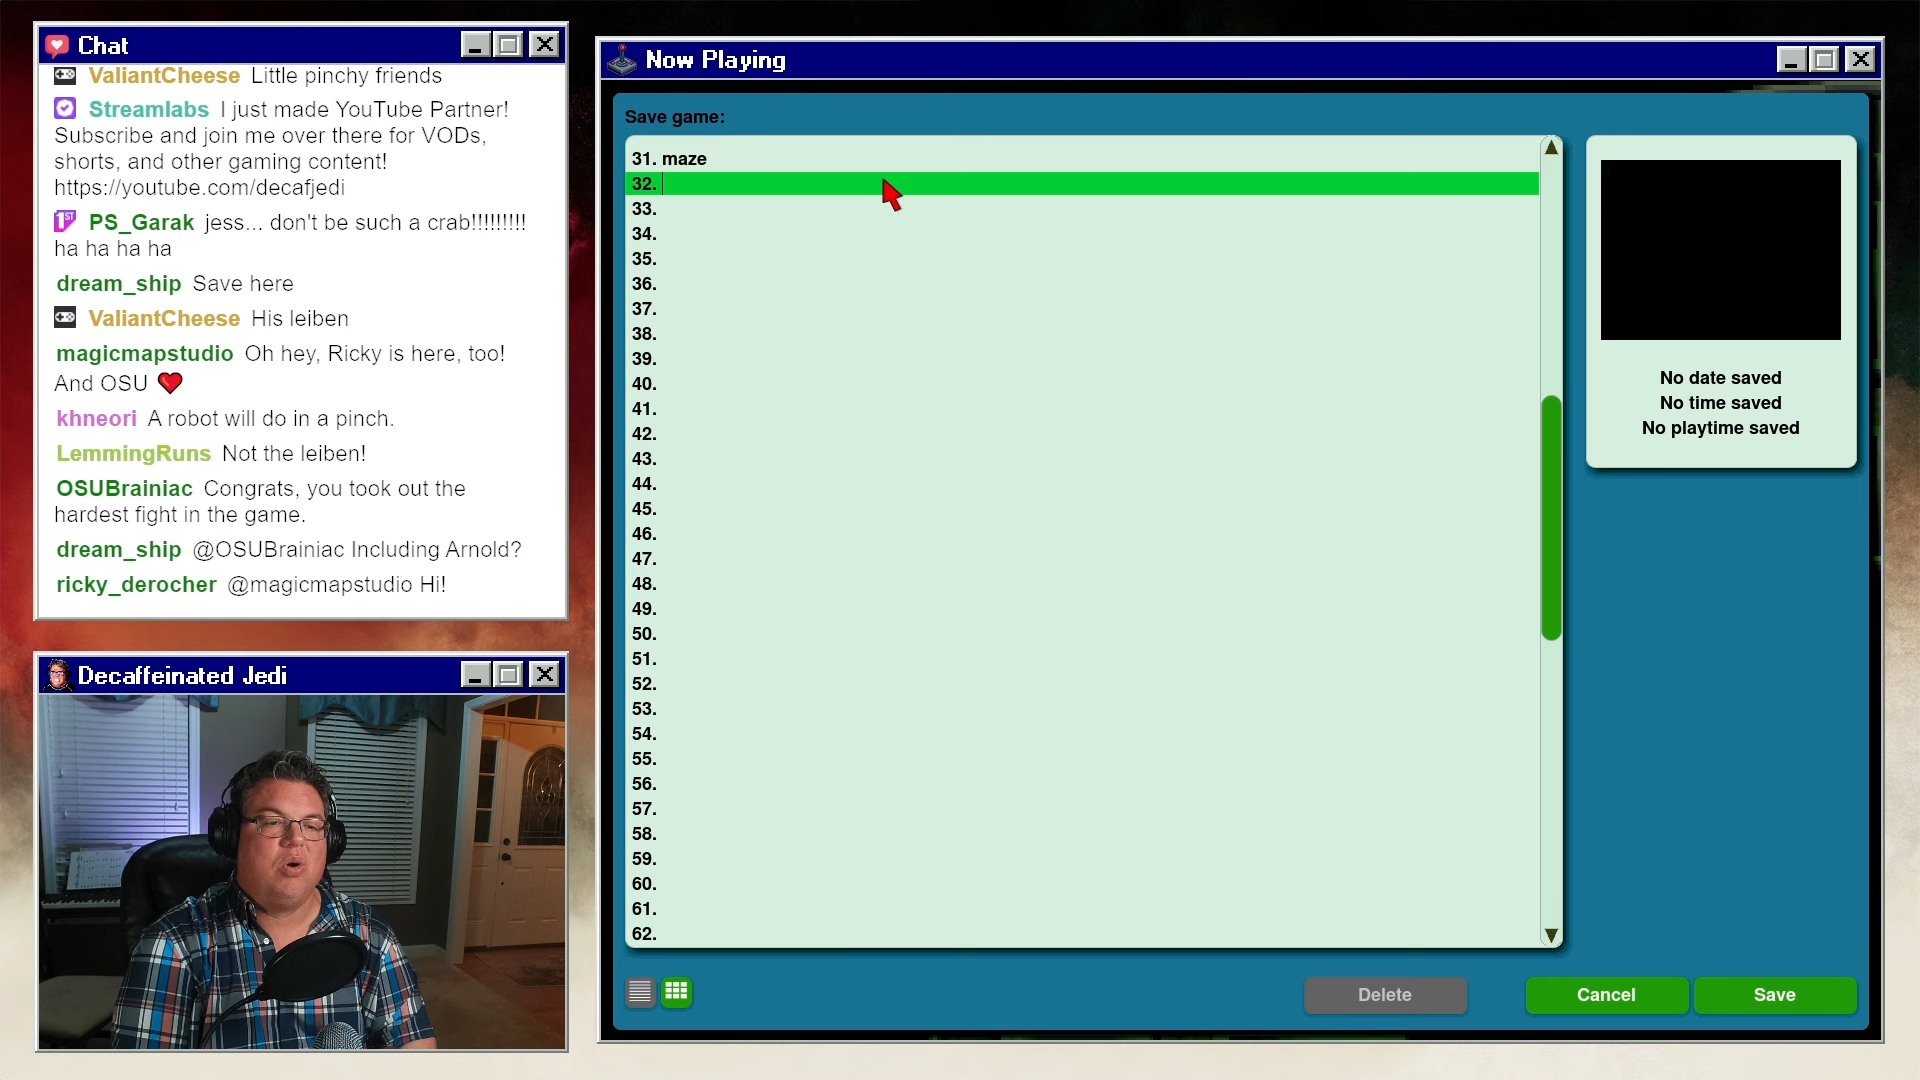 Chat
ValiantCheese Little pinchy friends
Streamlabs I just made YouTube Partner!
Subscribe and join me over there for VODs,
shorts, and other gaming content!
https://youtube.com/decafjedi
1ST PS_Garak jess... don't be such a crab!!!!!!!!!
ha ha ha ha
dream_ship Save here
ValiantCheese His leiben
magicmapstudio Oh hey, Ricky is here, too!
And OSU
khneori A robot will do in a pinch.
LemmingRuns Not the leiben!
OSUBrainiac Congrats, you took out the
hardest fight in the game.
dream_ship @OSUBrainiac Including Arnold?
ricky_derocher @magicmapstudio Hi!
Decaffeinated Jedi
Now Playing
Save game:
31. maze
32.
33.
34.
35.
36.
37.
38.
39.
40.
41.
42.
43.
44.
45.
46.
47.
48.
49.
50.
51.
52.
53.
54.
55.
56.
57.
58.
59.
60.
61.
62.
No date saved
No time saved
No playtime saved
Delete
Cancel
Save